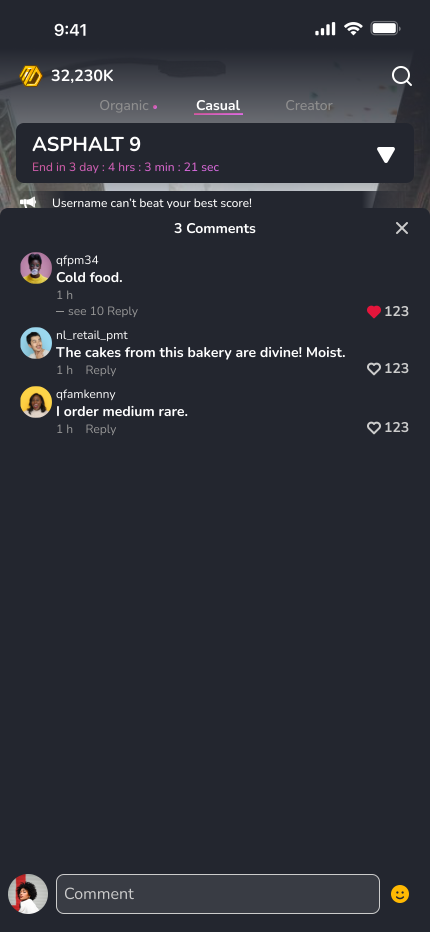 9:41
32,230K
Organic
Casual
Creator
ASPHALT 9
End in 3 day : 4 hrs : 3 min : 21 sec
Username can't beat your best score!
3 Comments
qfpm34
Cold food.
1 h
— see 10 Reply
123
nl_retail_pmt
The cakes from this bakery are divine! Moist.
1 h Reply
123
qfamkenny
I order medium rare.
1 h Reply
123
Comment